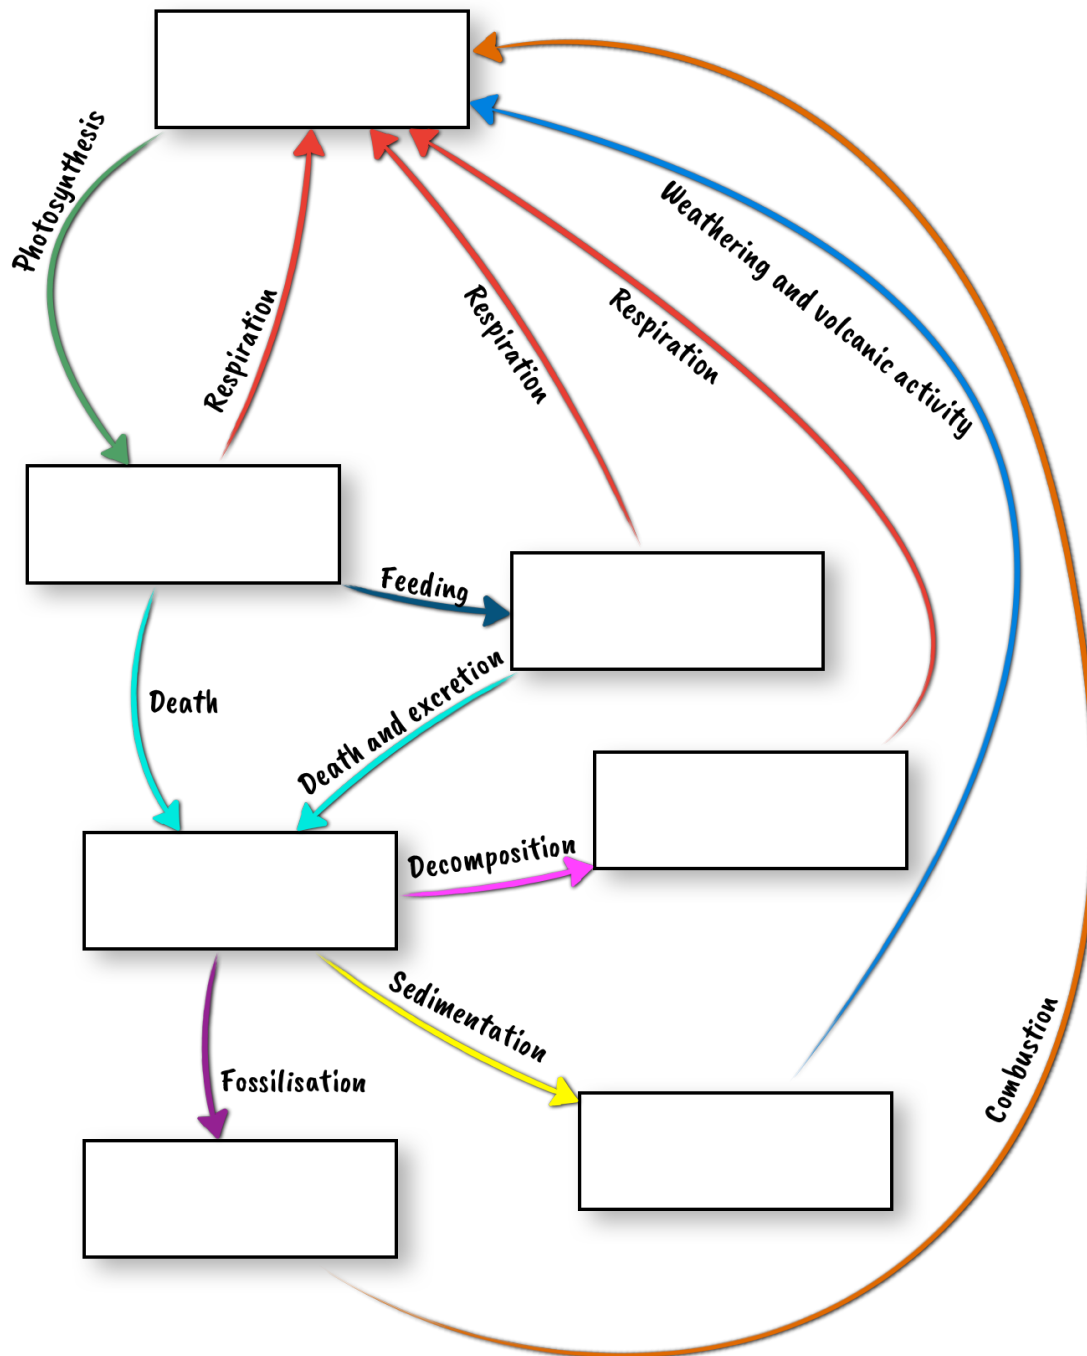 Photosynthesis
Respiration
Respiration
Respiration
Weathering and volcanic activity
Feeding
Death
Death and excretion
Decomposition
Sedimentation
Fossilisation
Combustion